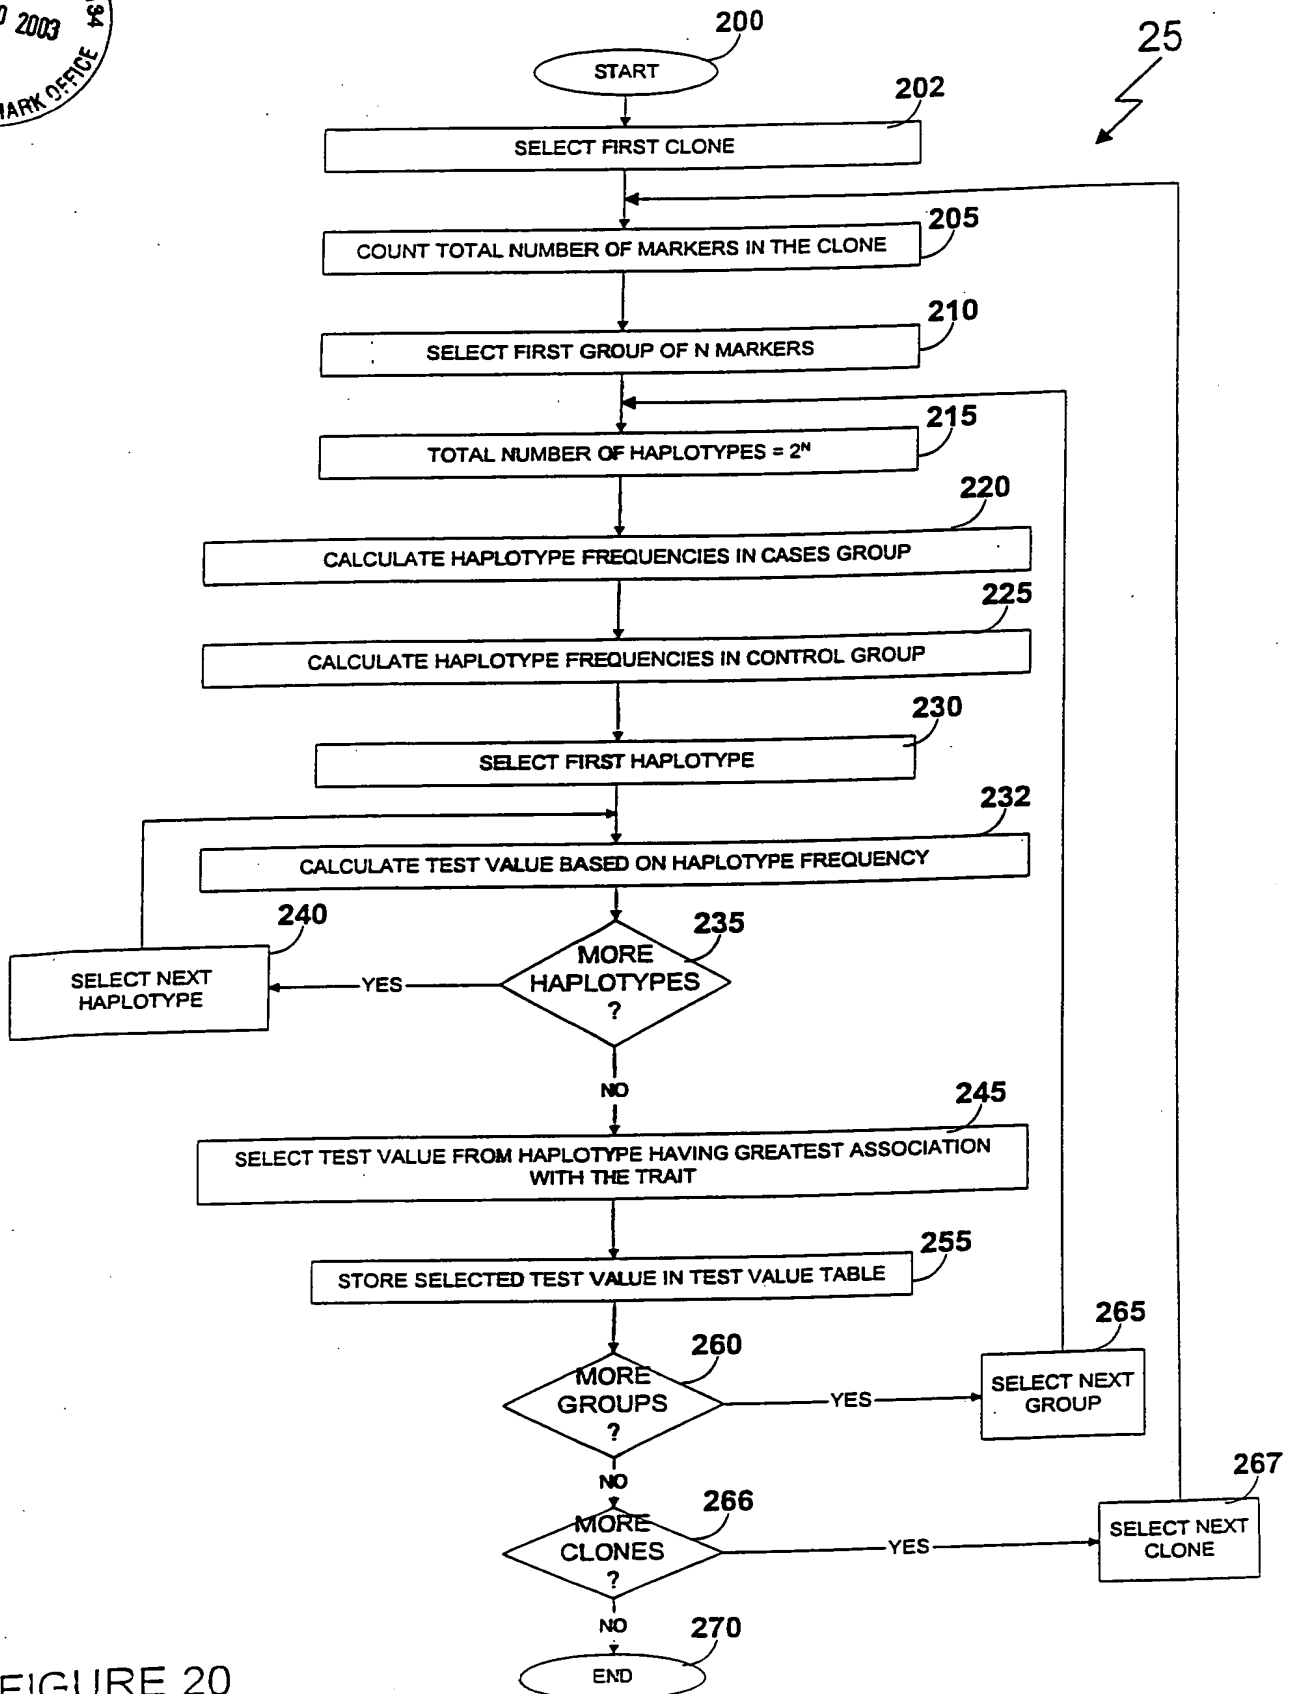 2003
34
MARK OFFICE
200
25
START
202
SELECT FIRST CLONE
205
COUNT TOTAL NUMBER OF MARKERS IN THE CLONE
210
SELECT FIRST GROUP OF N MARKERS
215
TOTAL NUMBER OF HAPLOTYPES = 2ᴺ
220
CALCULATE HAPLOTYPE FREQUENCIES IN CASES GROUP
225
CALCULATE HAPLOTYPE FREQUENCIES IN CONTROL GROUP
230
SELECT FIRST HAPLOTYPE
232
CALCULATE TEST VALUE BASED ON HAPLOTYPE FREQUENCY
240
235
SELECT NEXT
HAPLOTYPE
YES
MORE
HAPLOTYPES
?
NO
245
SELECT TEST VALUE FROM HAPLOTYPE HAVING GREATEST ASSOCIATION
WITH THE TRAIT
255
STORE SELECTED TEST VALUE IN TEST VALUE TABLE
260
265
MORE
GROUPS
?
YES
SELECT NEXT
GROUP
NO
266
267
MORE
CLONES
?
YES
SELECT NEXT
CLONE
NO
270
END
FIGURE 20